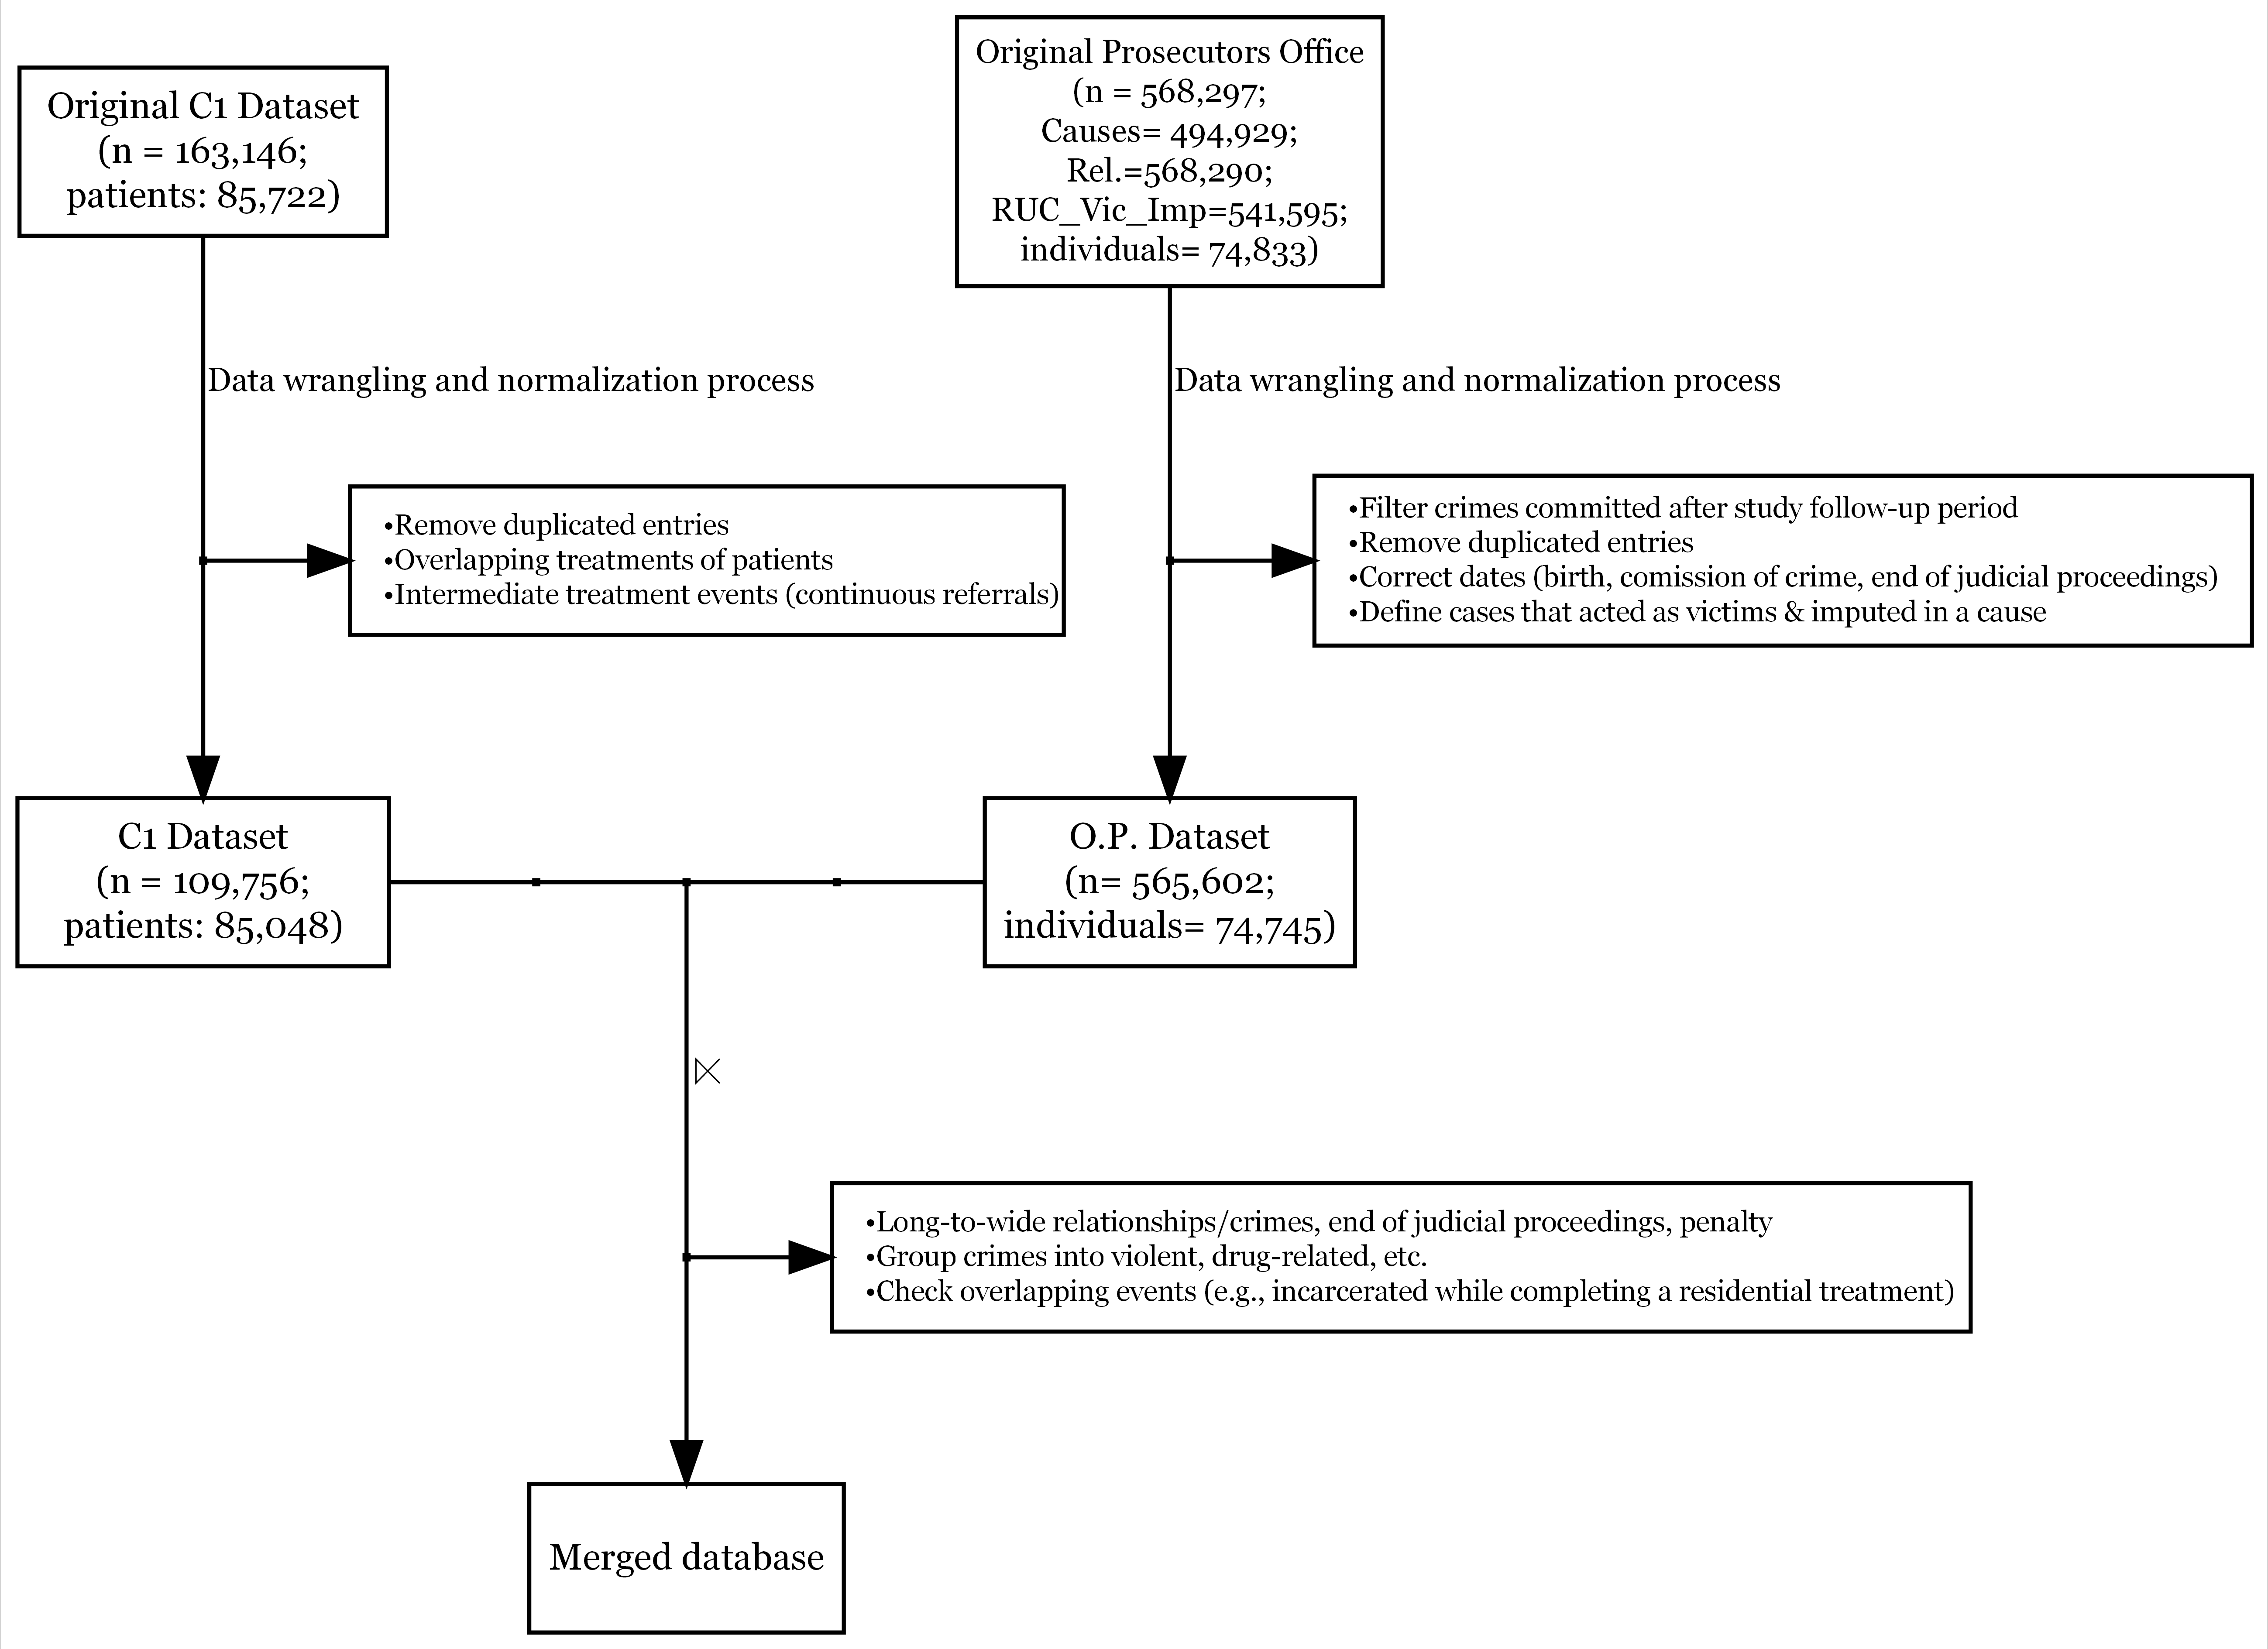 Original C1 Dataset
(n = 163,146;
patients: 85,722)
Original Prosecutors Office
(n = 568,297;
Causes= 494,929;
Rel.=568,290;
RUC_Vic_Imp=541,595;
individuals= 74,833)
Data wrangling and normalization process
Data wrangling and normalization process
•Remove duplicated entries
•Overlapping treatments of patients
•Intermediate treatment events (continuous referrals)
•Filter crimes committed after study follow-up period
•Remove duplicated entries
•Correct dates (birth, comission of crime, end of judicial proceedings)
•Define cases that acted as victims & imputed in a cause
C1 Dataset
(n = 109,756;
patients: 85,048)
O.P. Dataset
(n= 565,602;
individuals= 74,745)
⋉
•Long-to-wide relationships/crimes, end of judicial proceedings, penalty
•Group crimes into violent, drug-related, etc.
•Check overlapping events (e.g., incarcerated while completing a residential treatment)
Merged database